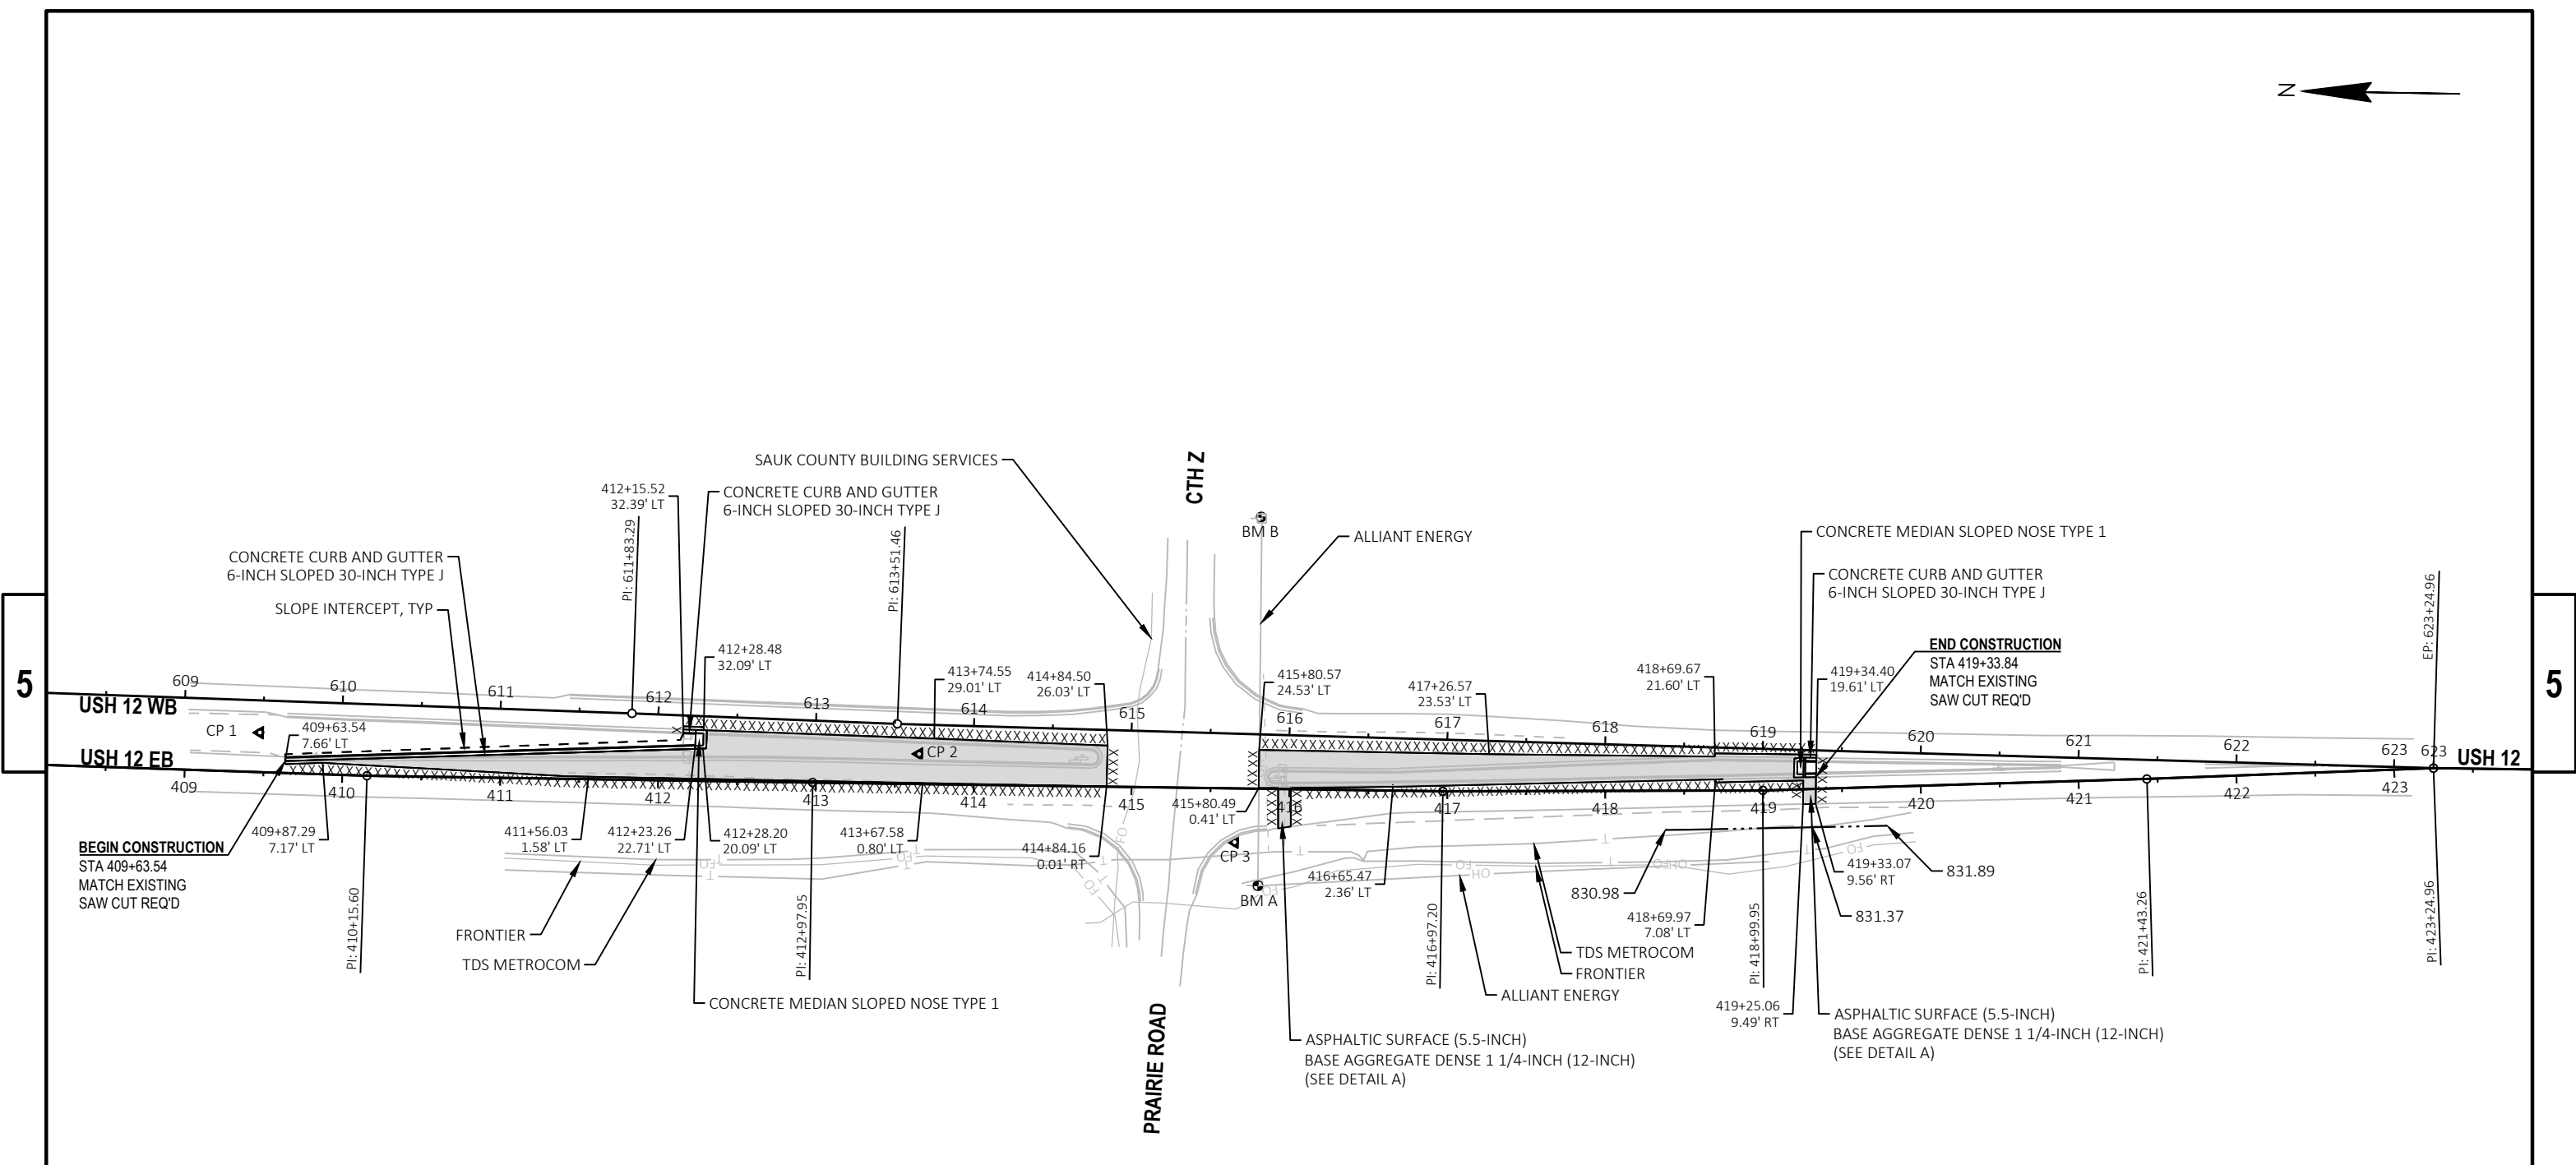 N
SAUK COUNTY BUILDING SERVICES
CTH Z
412+15.52
32.39' LT
CONCRETE CURB AND GUTTER
6-INCH SLOPED 30-INCH TYPE J
PI: 611+83.29
PI: 613+51.46
BM B
ALLIANT ENERGY
CONCRETE MEDIAN SLOPED NOSE TYPE 1
CONCRETE CURB AND GUTTER
6-INCH SLOPED 30-INCH TYPE J
SLOPE INTERCEPT, TYP
CONCRETE CURB AND GUTTER
6-INCH SLOPED 30-INCH TYPE J
EP: 623+24.96
END CONSTRUCTION
STA 419+33.84
MATCH EXISTING
SAW CUT REQ'D
412+28.48
32.09' LT
413+74.55
29.01' LT
414+84.50
26.03' LT
415+80.57
24.53' LT
417+26.57
23.53' LT
418+69.67
21.60' LT
419+34.40
19.61' LT
5
5
609
610
611
612
613
614
615
616
617
618
619
620
621
622
623
623
USH 12 WB
USH 12 EB
USH 12
CP 1
409+63.54
7.66' LT
CP 2
409
410
411
412
413
414
415
416
417
418
419
420
421
422
423
415+80.49
0.41' LT
409+87.29
7.17' LT
411+56.03
1.58' LT
412+23.26
22.71' LT
412+28.20
20.09' LT
413+67.58
0.80' LT
414+84.16
0.01' RT
CP 3
BM A
416+65.47
2.36' LT
830.98
418+69.97
7.08' LT
419+33.07
9.56' RT
831.89
831.37
BEGIN CONSTRUCTION
STA 409+63.54
MATCH EXISTING
SAW CUT REQ'D
PI: 410+15.60
PI: 412+97.95
PI: 416+97.20
PI: 418+99.95
PI: 421+43.26
PI: 423+24.96
FRONTIER
TDS METROCOM
TDS METROCOM
FRONTIER
ALLIANT ENERGY
CONCRETE MEDIAN SLOPED NOSE TYPE 1
419+25.06
9.49' RT
PRAIRIE ROAD
ASPHALTIC SURFACE (5.5-INCH)
BASE AGGREGATE DENSE 1 1/4-INCH (12-INCH)
(SEE DETAIL A)
ASPHALTIC SURFACE (5.5-INCH)
BASE AGGREGATE DENSE 1 1/4-INCH (12-INCH)
(SEE DETAIL A)